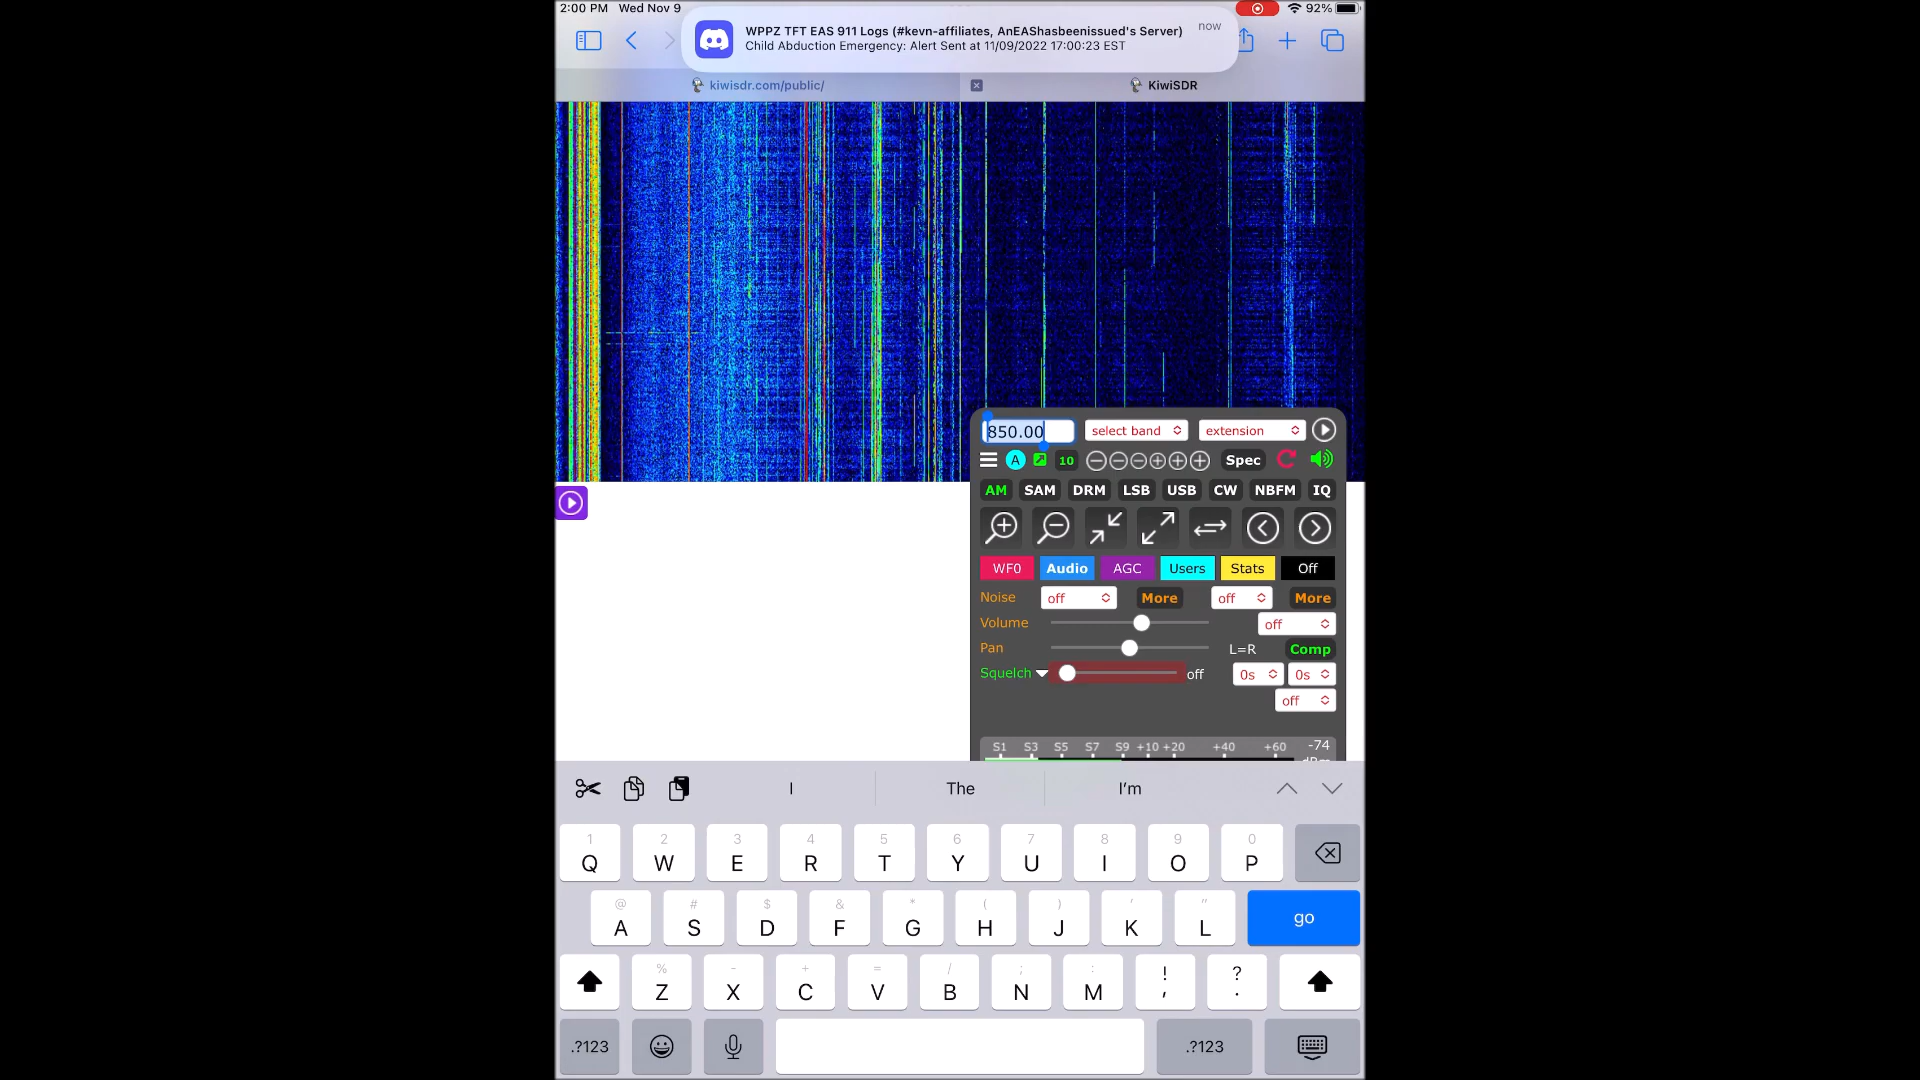 2:00 PM Wed Nov 9
92%
WPPZ TFT EAS 911 Logs (#kevn-affiliates, AnEAShasbeenissued's Server)
now
Child Abduction Emergency: Alert Sent at 11/09/2022 17:00:23 EST
kiwisdr.com/public/
KiwiSDR
850.00 select band extension
A 10 Spec
AM SAM DRM LSB USB CW NBFM IQ
WF0 Audio AGC Users Stats Off
Noise off More off More
Volume off
Pan L=R Comp
Squelch off 0s 0s
off
S1 S3 S5 S7 S9 +10 +20 +40 +60 -74
I The I'm
1 2 3 4 5 6 7 8 9 0
Q W E R T Y U I O P
@ # $ & * ( ) ' "
A S D F G H J K L go
% - + = / ; : ! ?
Z X C V B N M , .
.?123 .?123